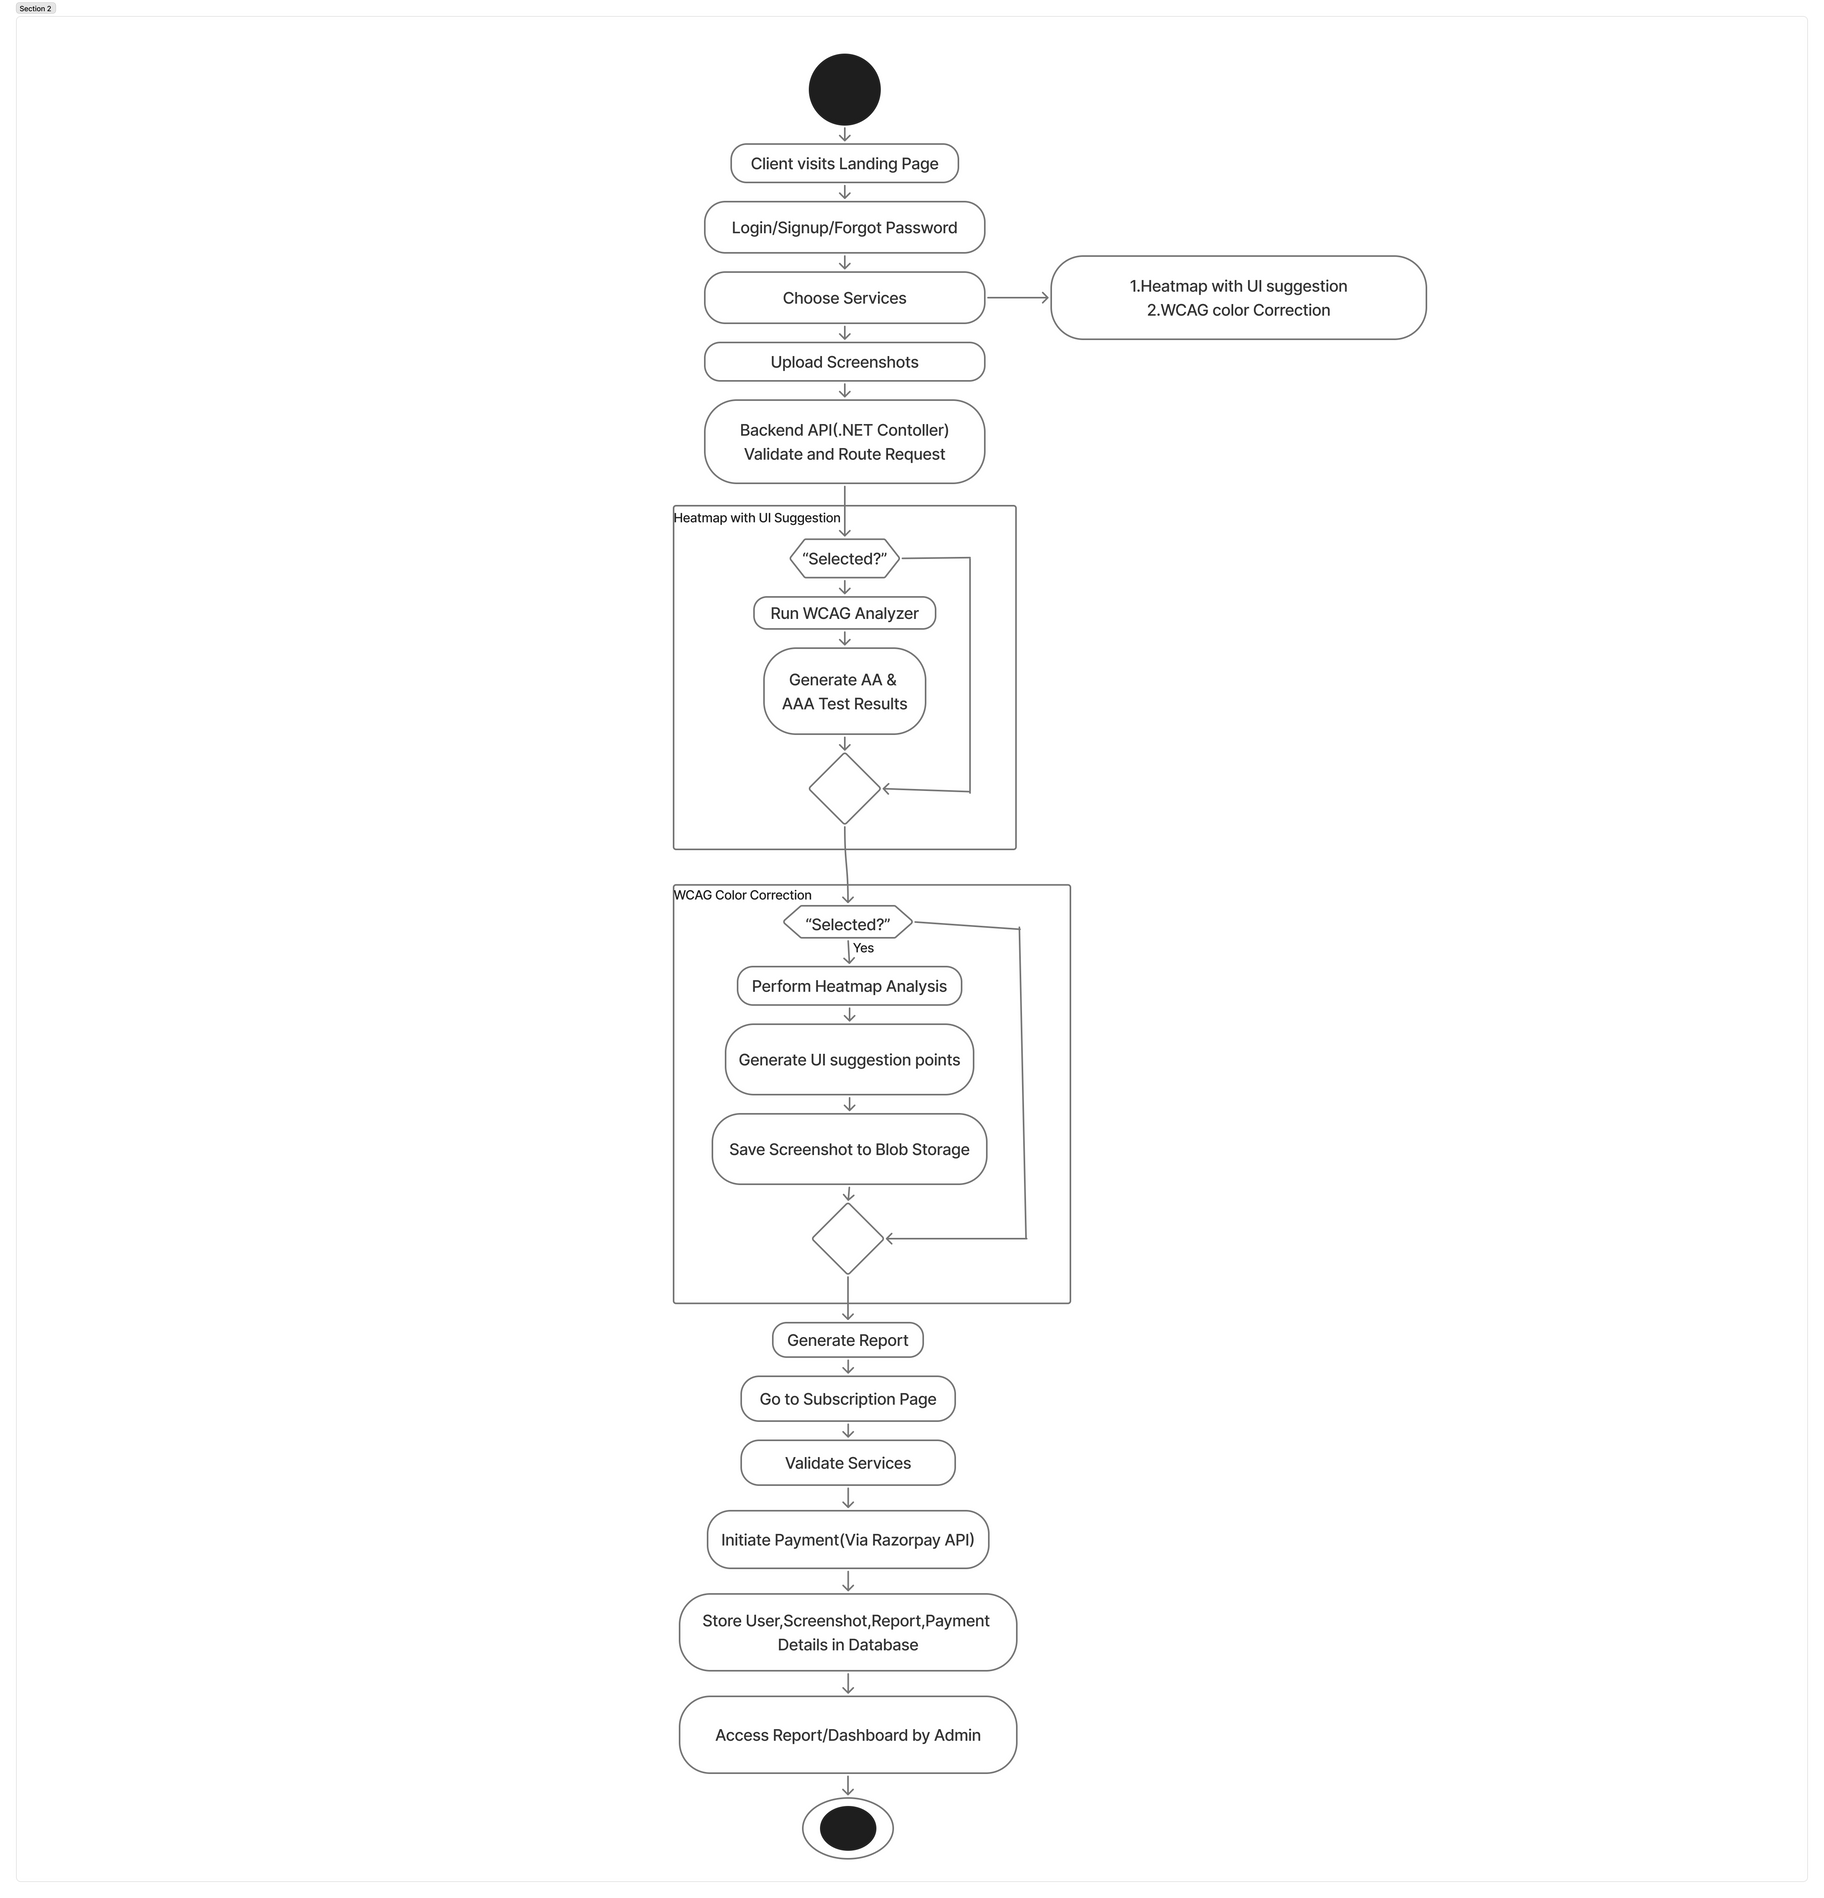 Section 2
Client visits Landing Page
Login/Signup/Forgot Password
Choose Services
1.Heatmap with UI suggestion
2.WCAG color Correction
Upload Screenshots
Backend API(.NET Contoller)
Validate and Route Request
Heatmap with UI Suggestion
“Selected?”
Run WCAG Analyzer
Generate AA &
AAA Test Results
WCAG Color Correction
“Selected?”
Yes
Perform Heatmap Analysis
Generate UI suggestion points
Save Screenshot to Blob Storage
Generate Report
Go to Subscription Page
Validate Services
Initiate Payment(Via Razorpay API)
Store User,Screenshot,Report,Payment
Details in Database
Access Report/Dashboard by Admin